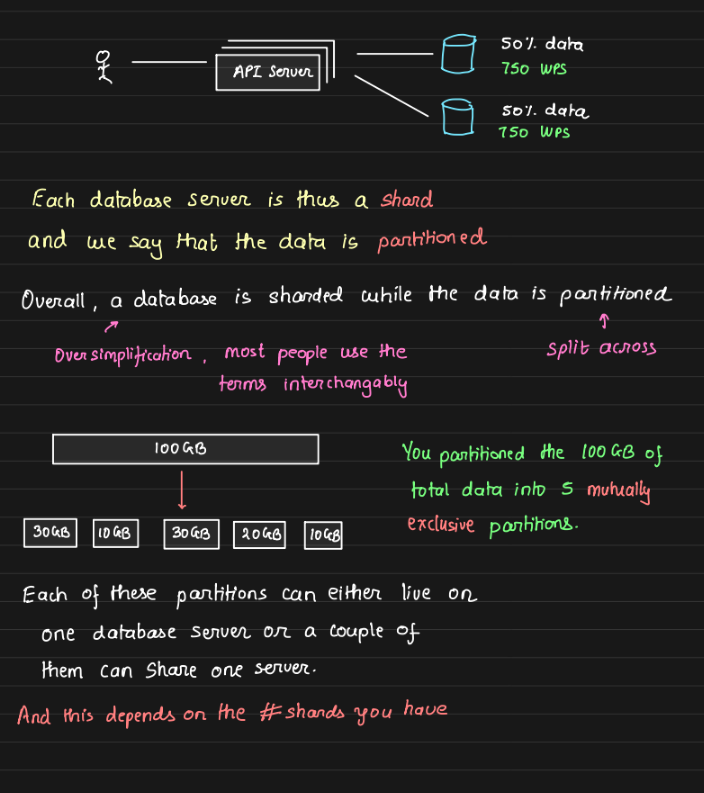 API Server
50% data
750 WPS
50% data
750 WPS
Each database server is thus a shard
and we say that the data is partitioned
Overall, a database is sharded while the data is partitioned
Oversimplification, most people use the
terms interchangably
split across
100GB
You partitioned the 100GB of
total data into 5 mutually
exclusive partitions.
30GB 10GB 30GB 20GB 10GB
Each of these partitions can either live on
one database server or a couple of
them can share one server.
And this depends on the #shards you have